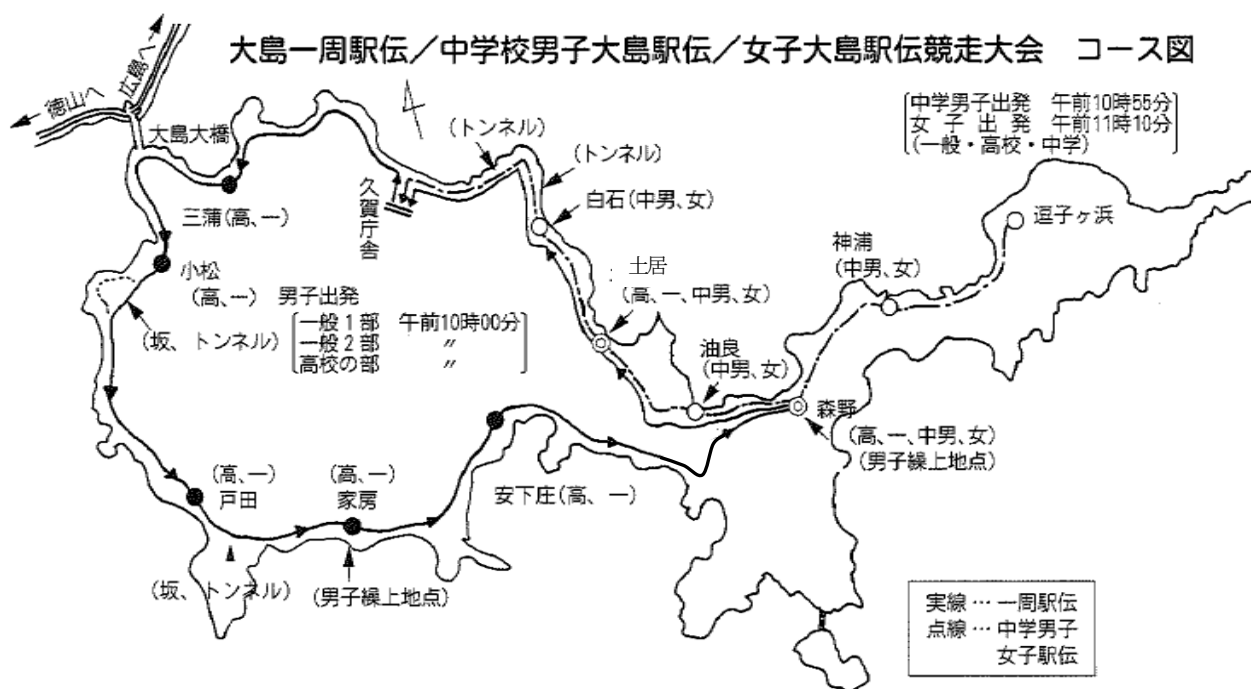 大島一周駅伝/中学校男子大島駅伝/女子大島駅伝競走大会 コース図
徳山へ
広島へ
大島大橋
中学男子出発 午前10時55分
女子出発 午前11時10分
(一般・高校・中学)
(トンネル)
(トンネル)
久賀庁舎
白石(中男、女)
逗子ヶ浜
三蒲(高、一)
神浦
(中男、女)
小松
(高、一)
土居
(高、一、中男、女)
男子出発
一般1部 午前10時00分
一般2部 〃
高校の部 〃
(坂、トンネル)
油良
(中男、女)
森野
(高、一、中男、女)
(男子繰上地点)
(高、一)
戸田
(高、一)
家房
安下庄(高、一)
(坂、トンネル)
(男子繰上地点)
実線…一周駅伝
点線…中学男子
女子駅伝